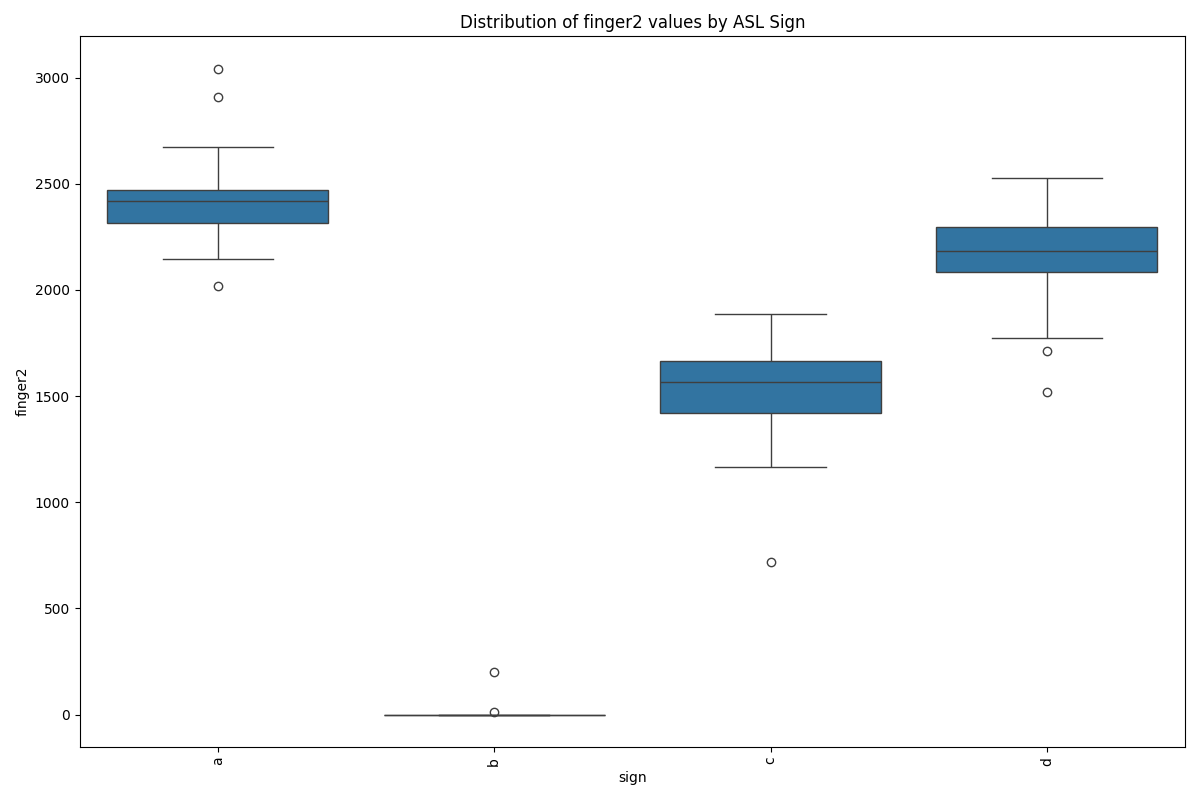 Distribution of finger2 values by ASL Sign
3000
2500
2000
1500
1000
500
0
finger2
a
b
c
d
sign